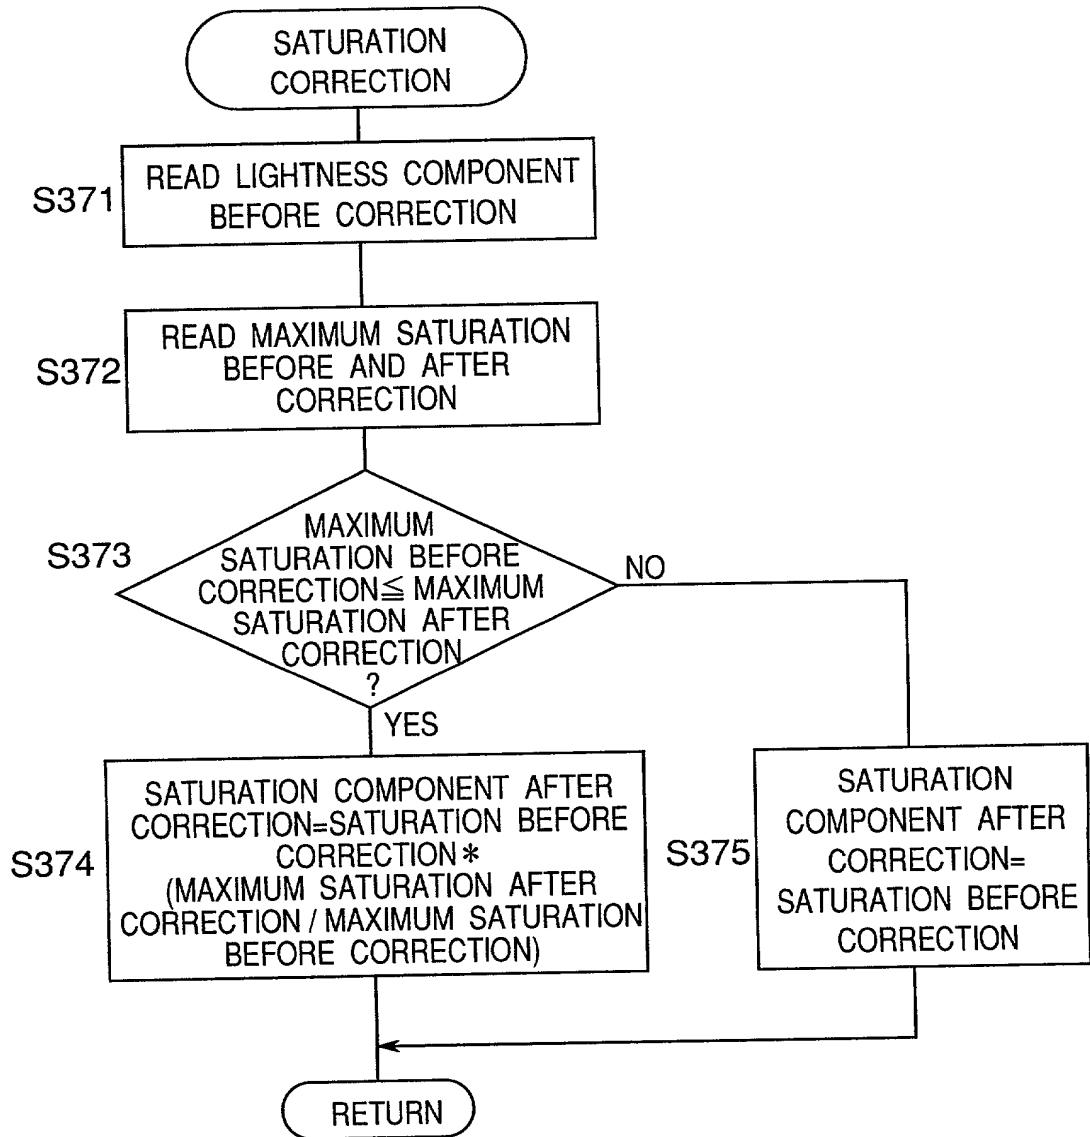 SATURATION
CORRECTION
S371
READ LIGHTNESS COMPONENT
BEFORE CORRECTION
S372
READ MAXIMUM SATURATION
BEFORE AND AFTER
CORRECTION
S373
MAXIMUM
SATURATION BEFORE
CORRECTION≦ MAXIMUM
SATURATION AFTER
CORRECTION
?
NO
YES
S374
SATURATION COMPONENT AFTER
CORRECTION=SATURATION BEFORE
CORRECTION*
(MAXIMUM SATURATION AFTER
CORRECTION / MAXIMUM SATURATION
BEFORE CORRECTION)
S375
SATURATION
COMPONENT AFTER
CORRECTION=
SATURATION BEFORE
CORRECTION
RETURN